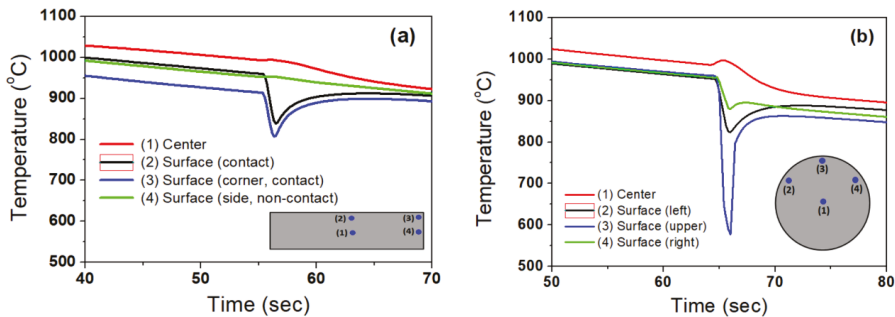 (a)
Temperature (°C)
1100
1000
900
800
700
600
500
(1) Center
(2) Surface (contact)
(3) Surface (corner, contact)
(4) Surface (side, non-contact)
(2)
(1)
(3)
(4)
40
50
60
70
Time (sec)
(b)
Temperature (°C)
1100
1000
900
800
700
600
500
(1) Center
(2) Surface (left)
(3) Surface (upper)
(4) Surface (right)
(3)
(2)
(4)
(1)
50
60
70
80
Time (sec)